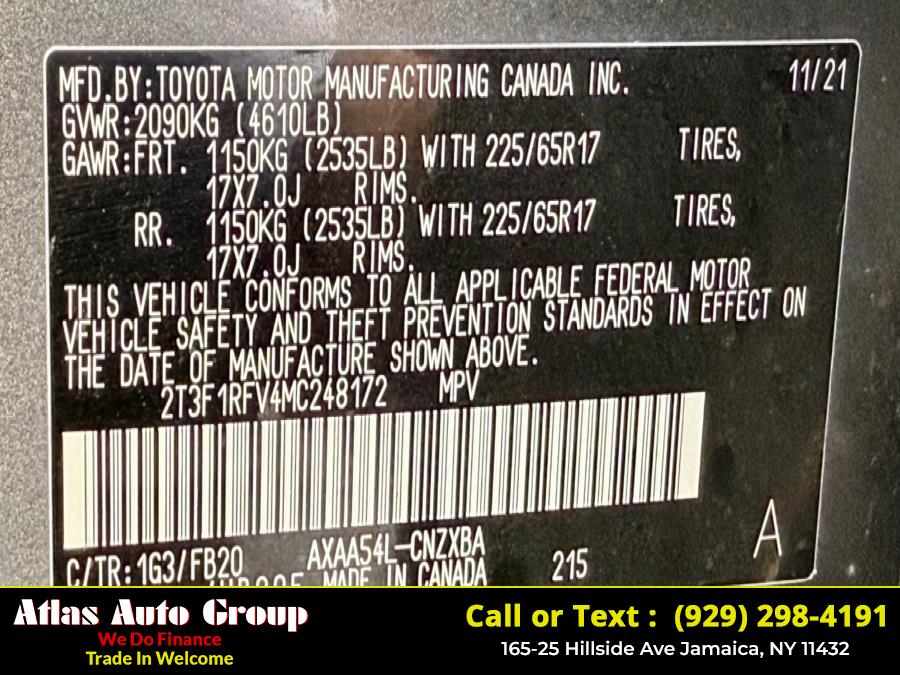 MFD.BY:TOYOTA MOTOR MANUFACTURING CANADA INC. 11/21
GVWR:2090KG (4610LB)
GAWR:FRT. 1150KG (2535LB) WITH 225/65R17 TIRES,
17X7.0J RIMS.
RR. 1150KG (2535LB) WITH 225/65R17 TIRES,
17X7.0J RIMS.
THIS VEHICLE CONFORMS TO ALL APPLICABLE FEDERAL MOTOR
VEHICLE SAFETY AND THEFT PREVENTION STANDARDS IN EFFECT ON
THE DATE OF MANUFACTURE SHOWN ABOVE.
2T3F1RFV4MC248172 MPV
A
C/TR:1G3/FB20 AXAA54L-CNZXBA
MADE IN CANADA 215
Atlas Auto Group
We Do FInance
Trade In Welcome
Call or Text : (929) 298-4191
165-25 Hillside Ave Jamaica, NY 11432